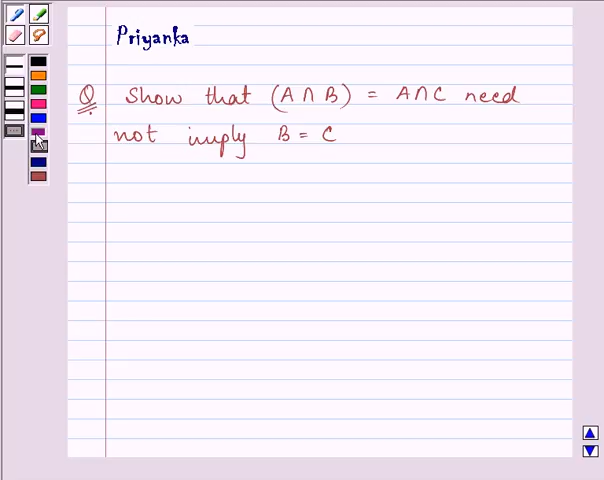 Priyanka
Q Show that (A ∩ B) = A ∩ C need
not imply B = C